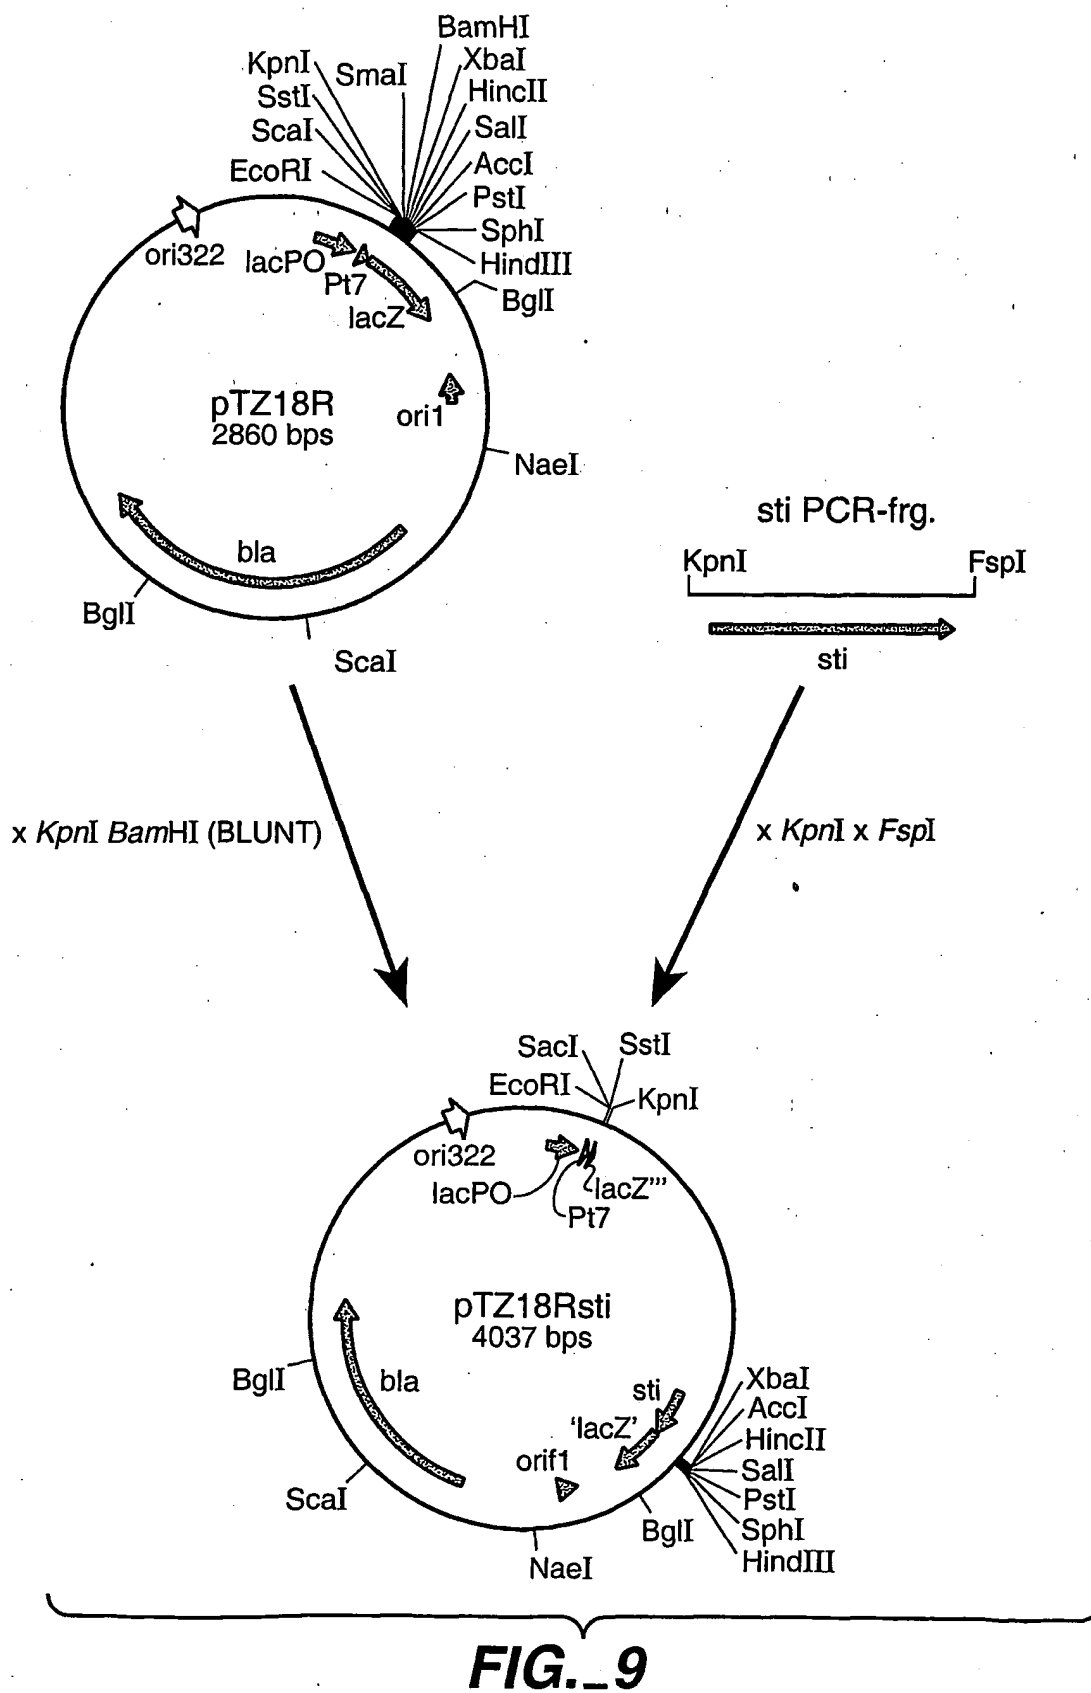 BamHI
KpnI
SmaI
XbaI
SstI
HincII
ScaI
SalI
EcoRI
AccI
PstI
SphI
HindIII
BglI
ori322
lacPO
Pt7
lacZ
pTZ18R
2860 bps
ori1
NaeI
bla
BglI
ScaI
sti PCR-frg.
KpnI
FspI
sti
x KpnI BamHI (BLUNT)
x KpnI x FspI
SacI
SstI
EcoRI
KpnI
ori322
lacPO
lacZ'''
Pt7
pTZ18Rsti
4037 bps
BglI
bla
sti
'lacZ'
orif1
XbaI
AccI
HincII
SalI
PstI
SphI
HindIII
ScaI
BglI
NaeI
FIG._9